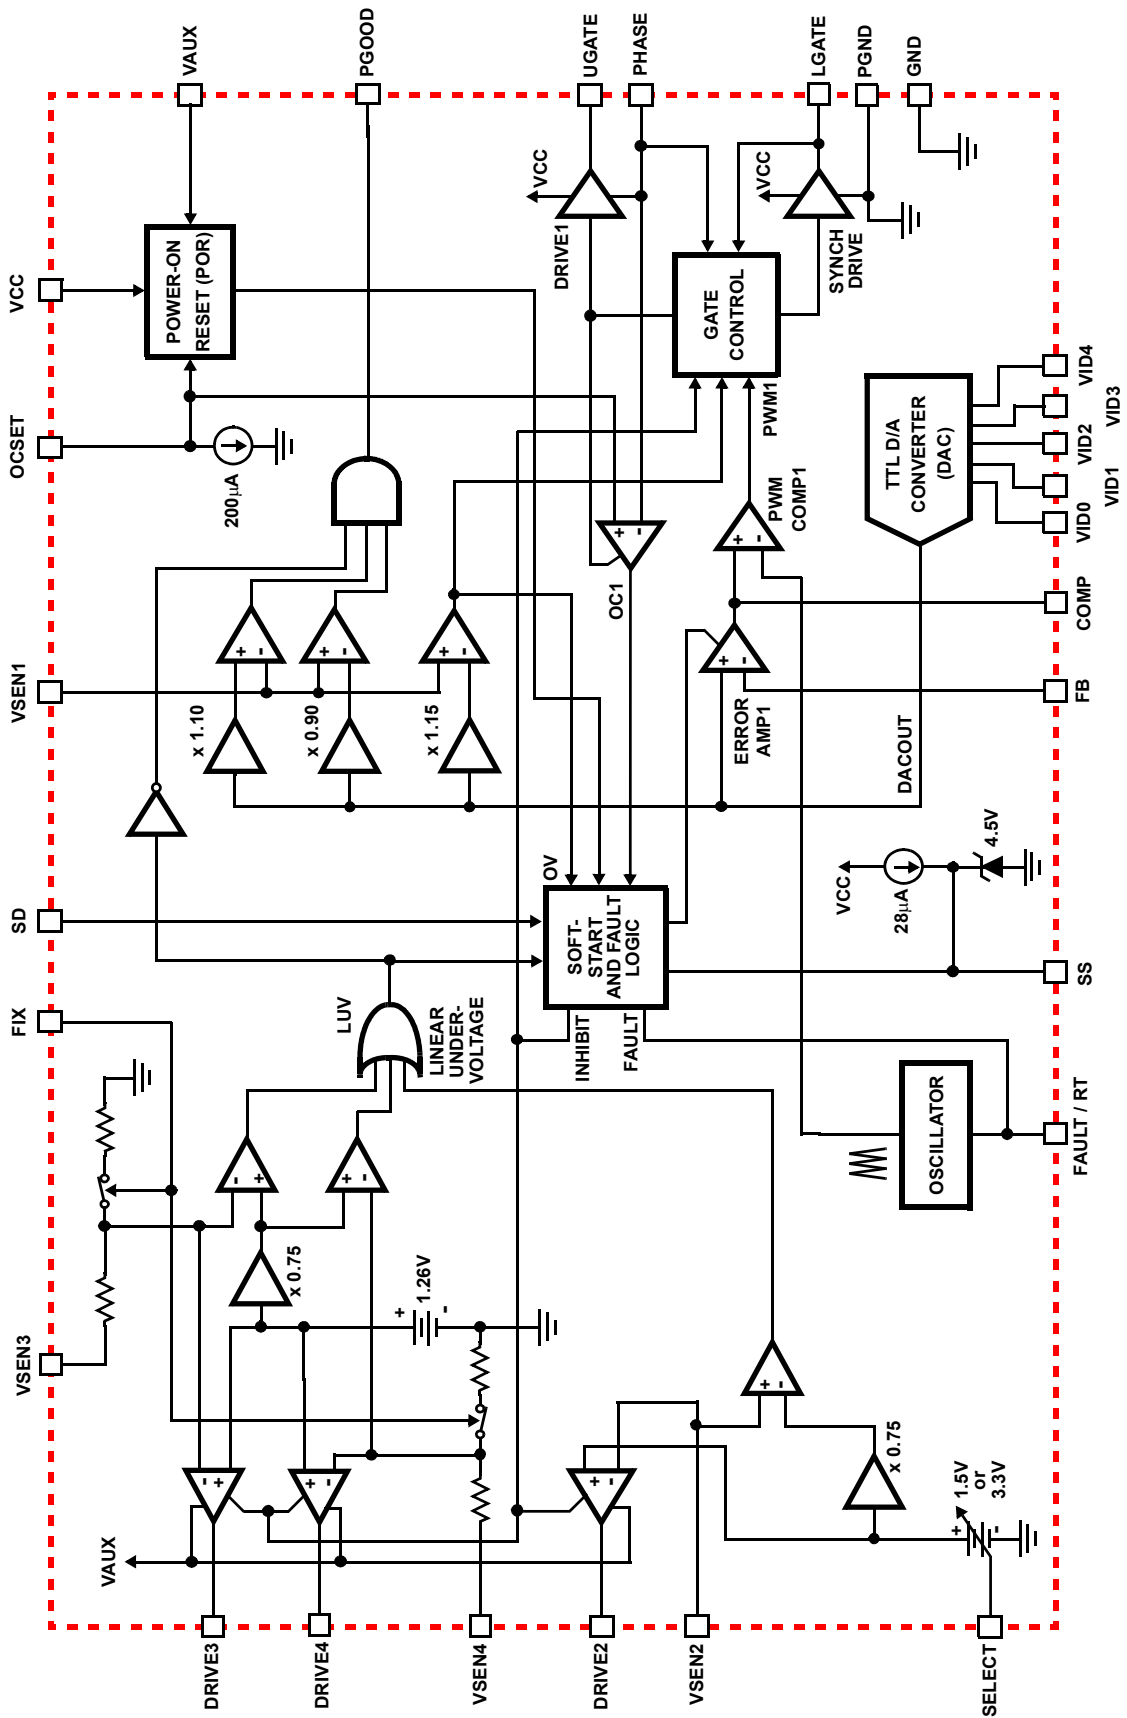 VSEN3
FIX
SD
VSEN1
OCSET
VCC
VAUX
PGOOD
UGATE
PHASE
LGATE
PGND
GND
POWER-ON
RESET (POR)
200µA
x 1.10
x 0.90
x 1.15
+
-
+
-
+
-
DRIVE1
VCC
SYNCH
DRIVE
VCC
GATE
CONTROL
PWM1
PWM
COMP1
+
-
OC1
+
-
ERROR
AMP1
+
-
TTL D/A
CONVERTER
(DAC)
DACOUT
VID4
VID3
VID2
VID1
VID0
COMP
FB
SS
FAULT / RT
LUV
LINEAR
UNDER-
VOLTAGE
OV
SOFT-
START
AND FAULT
LOGIC
INHIBIT
FAULT
VCC
28µA
4.5V
OSCILLATOR
-
+
+
-
x 0.75
1.26V
+
-
-
+
+
-
VAUX
+
-
+
-
x 0.75
1.5V
or
3.3V
+
-
DRIVE3
DRIVE4
VSEN4
DRIVE2
VSEN2
SELECT